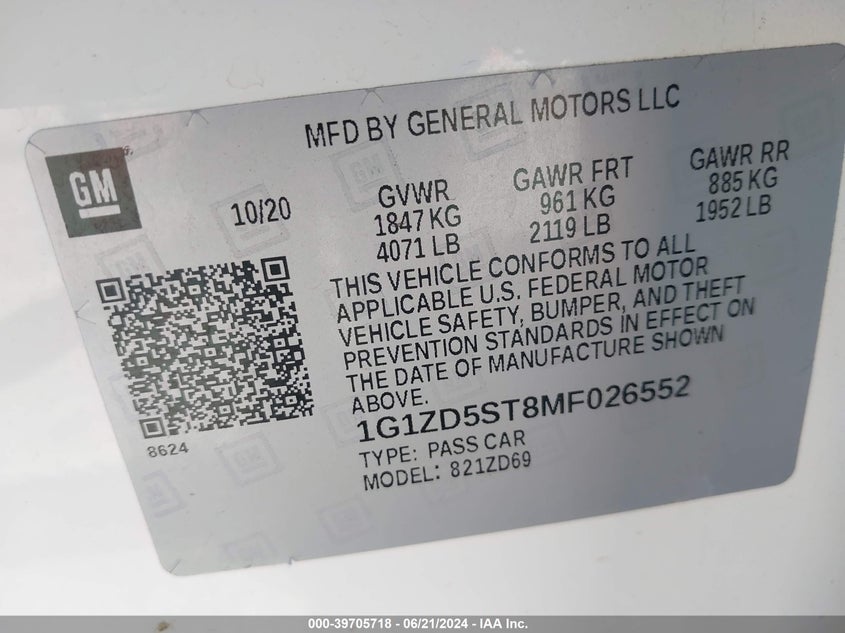 MFD BY GENERAL MOTORS LLC
GM
10/20
GVWR
1847 KG
4071 LB
GAWR FRT
961 KG
2119 LB
GAWR RR
885 KG
1952 LB
THIS VEHICLE CONFORMS TO ALL
APPLICABLE U.S. FEDERAL MOTOR
VEHICLE SAFETY, BUMPER, AND THEFT
PREVENTION STANDARDS IN EFFECT ON
THE DATE OF MANUFACTURE SHOWN
ABOVE.
1G1ZD5ST8MF026552
TYPE: PASS CAR
MODEL: 821ZD69
8624
000-39705718 - 06/21/2024 - IAA Inc.